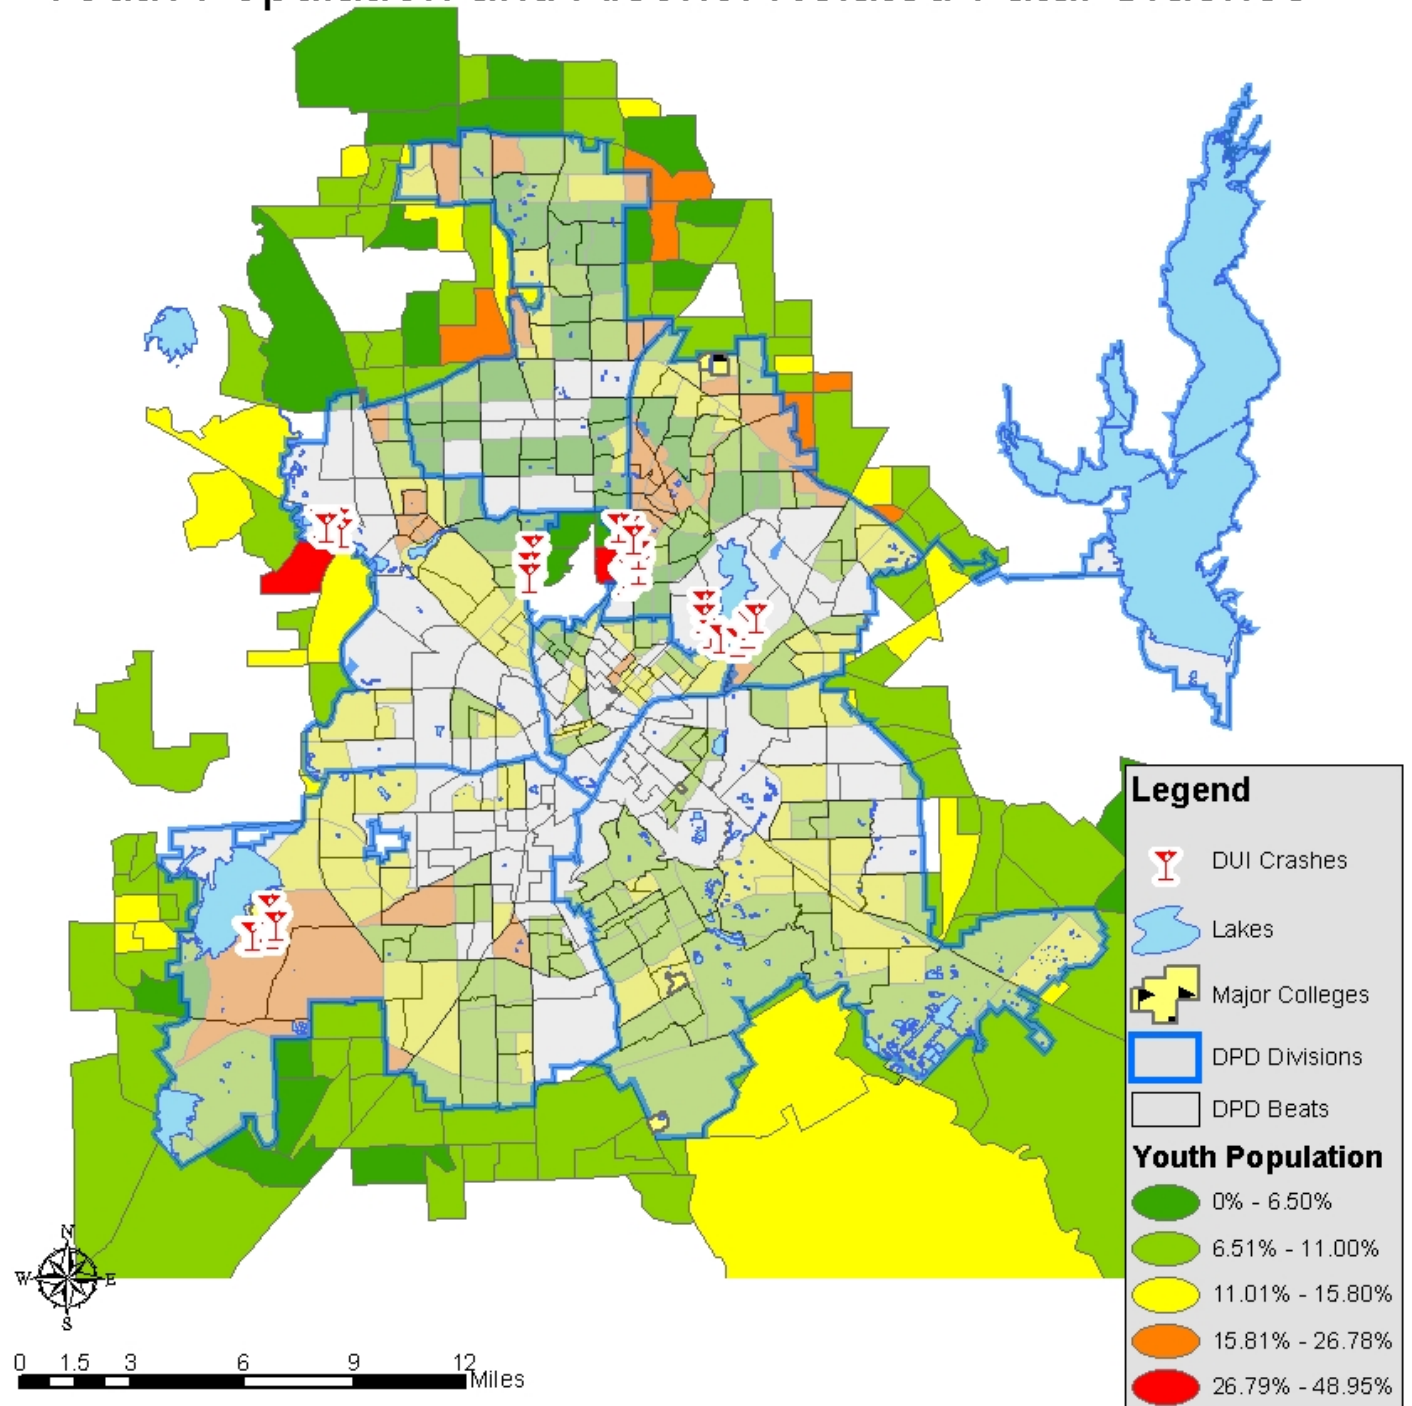 Legend
DUI Crashes
Lakes
Major Colleges
DPD Divisions
DPD Beats
Youth Population
0% - 6.50%
6.51% - 11.00%
11.01% - 15.80%
15.81% - 26.78%
26.79% - 48.95%
N
W E
S
0 1.5 3 6 9 12
Miles